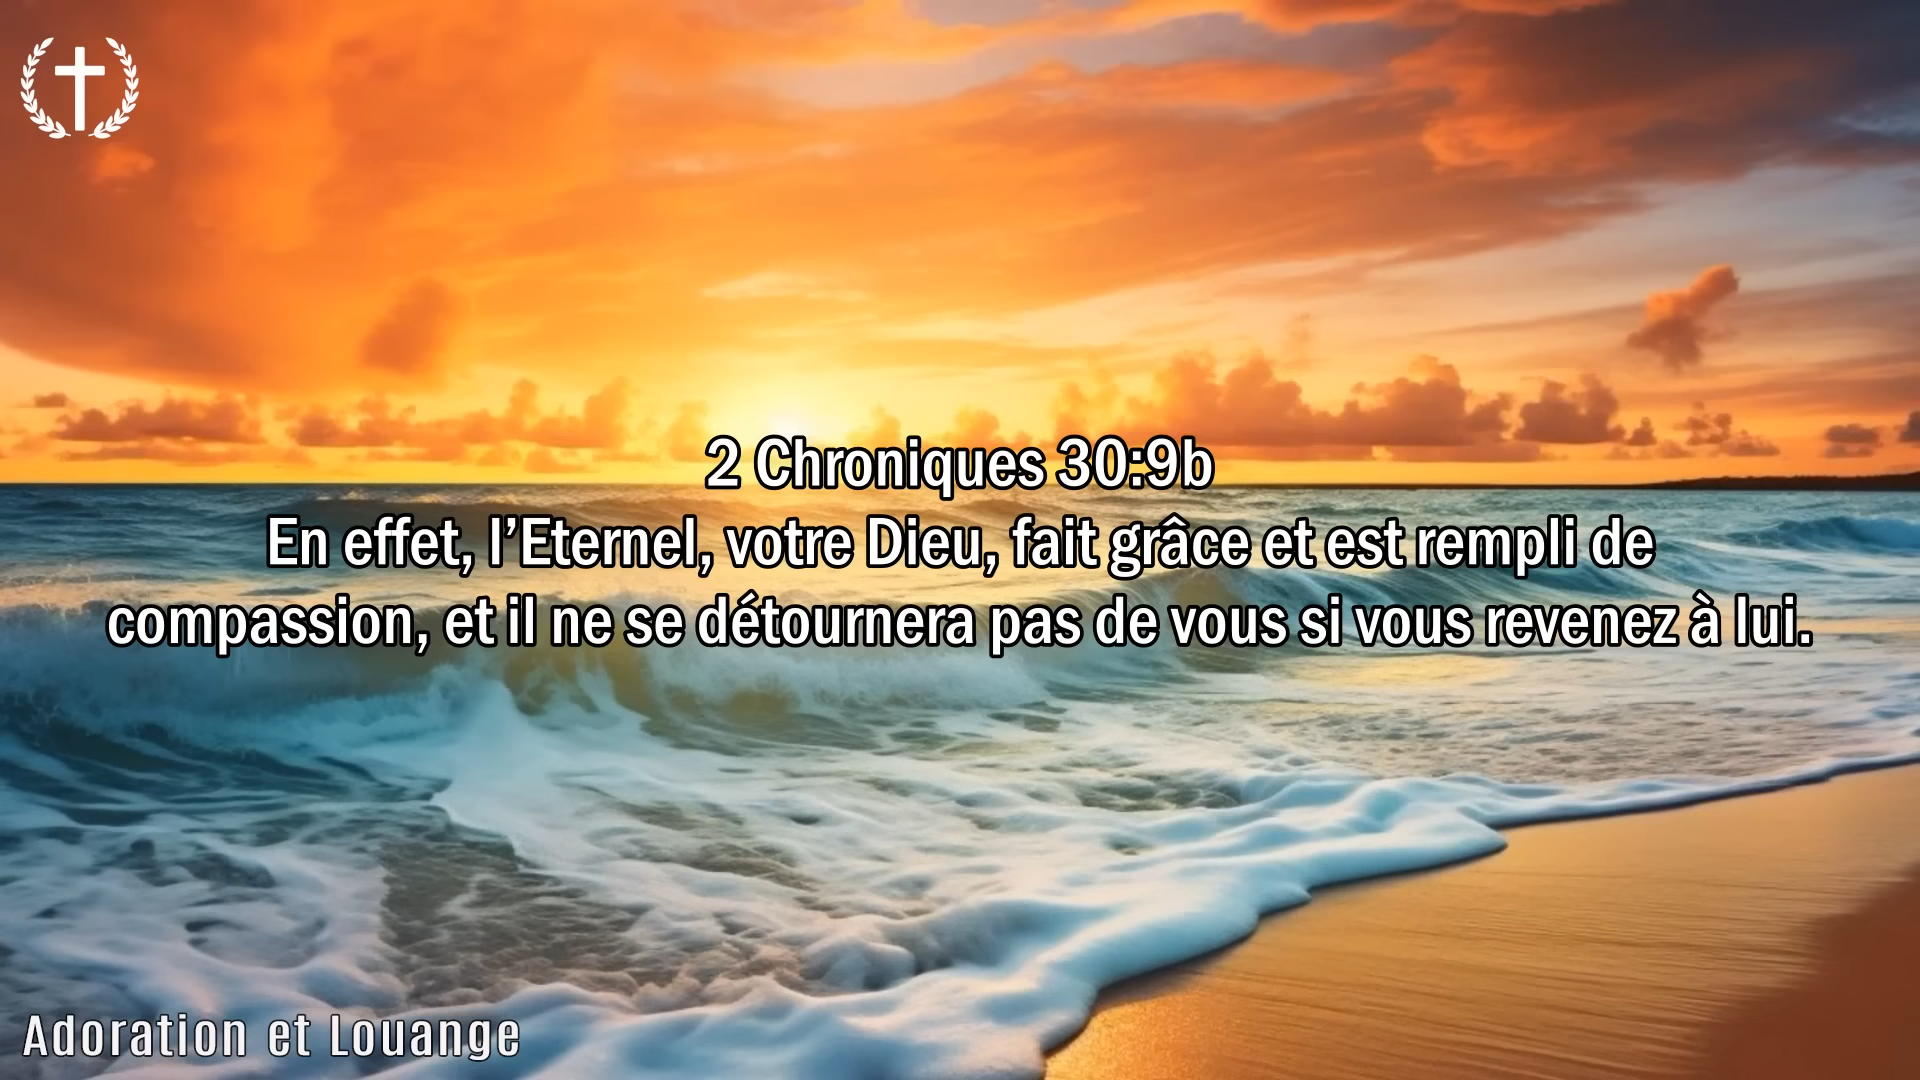 2 Chroniques 30:9b
En effet, l’Eternel, votre Dieu, fait grâce et est rempli de
compassion, et il ne se détournera pas de vous si vous revenez à lui.
Adoration et Louange